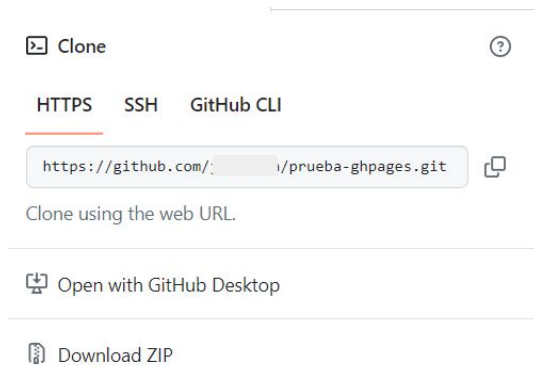 Clone
HTTPS SSH GitHub CLI
https://github.com/ /prueba-ghpages.git
Clone using the web URL.
Open with GitHub Desktop
Download ZIP